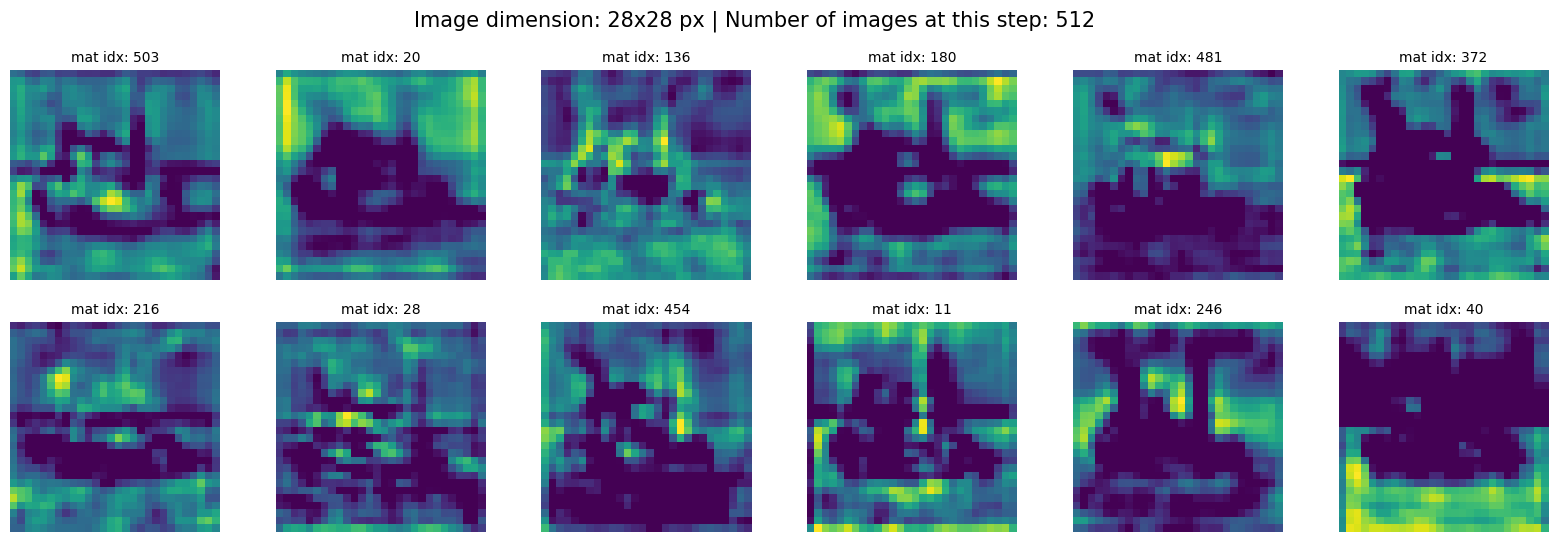 Image dimension: 28x28 px | Number of images at this step: 512
mat idx: 503
mat idx: 20
mat idx: 136
mat idx: 180
mat idx: 481
mat idx: 372
mat idx: 216
mat idx: 28
mat idx: 454
mat idx: 11
mat idx: 246
mat idx: 40